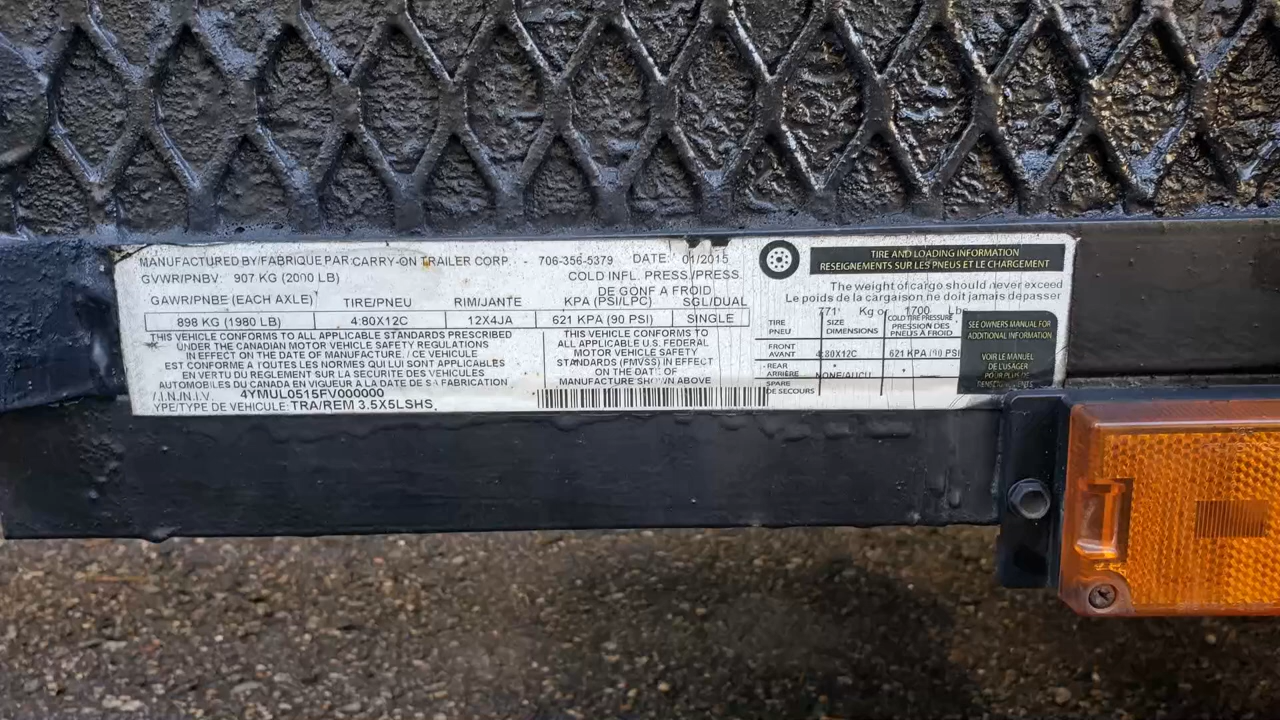 MANUFACTURED BY/FABRIQUE PAR: CARRY-ON TRAILER CORP. - 706-356-5379 DATE: 01/2015
GVWR/PNBV: 907 KG (2000 LB)
COLD INFL. PRESS./PRESS.
DE GONF A FROID
GAWR/PNBE (EACH AXLE) TIRE/PNEU RIM/JANTE KPA (PSI/LPC) SGL/DUAL
898 KG (1980 LB) 4:80X12C 12X4JA 621 KPA (90 PSI) SINGLE
THIS VEHICLE CONFORMS TO ALL APPLICABLE STANDARDS PRESCRIBED
UNDER THE CANADIAN MOTOR VEHICLE SAFETY REGULATIONS
IN EFFECT ON THE DATE OF MANUFACTURE. / CE VEHICULE
EST CONFORME A TOUTES LES NORMES QUI LUI SONT APPLICABLES
EN VERTU DU REGLEMENT SUR LA SECURITE DES VEHICULES
AUTOMOBILES DU CANADA EN VIGUEUR A LA DATE DE SA FABRICATION
THIS VEHICLE CONFORMS TO
ALL APPLICABLE U.S. FEDERAL
MOTOR VEHICLE SAFETY
STANDARDS (FMVSS) IN EFFECT
ON THE DATE OF
MANUFACTURE SHOWN ABOVE
V.I.N./N.I.V. 4YMUL0515FV000000
TYPE/TYPE DE VEHICULE: TRA/REM 3.5X5LSHS
TIRE AND LOADING INFORMATION
RESEIGNEMENTS SUR LES PNEUS ET LE CHARGEMENT
The weight of cargo should never exceed
Le poids de la cargaison ne doit jamais depasser
771 Kg o 1700 Lbs
TIRE SIZE COLD TIRE PRESSURE
PNEU DIMENSIONS PRESSION DES
PNEUS À FROID
FRONT
AVANT 4:80X12C 621 KPA (90 PSI
REAR
ARRIÈRE NONE/AUCU
SPARE
DE SECOURS
SEE OWNERS MANUAL FOR
ADDITIONAL INFORMATION
VOIR LE MANUEL
DE L'USAGER
POUR PLUS DE
RENSEIGNEMENTS